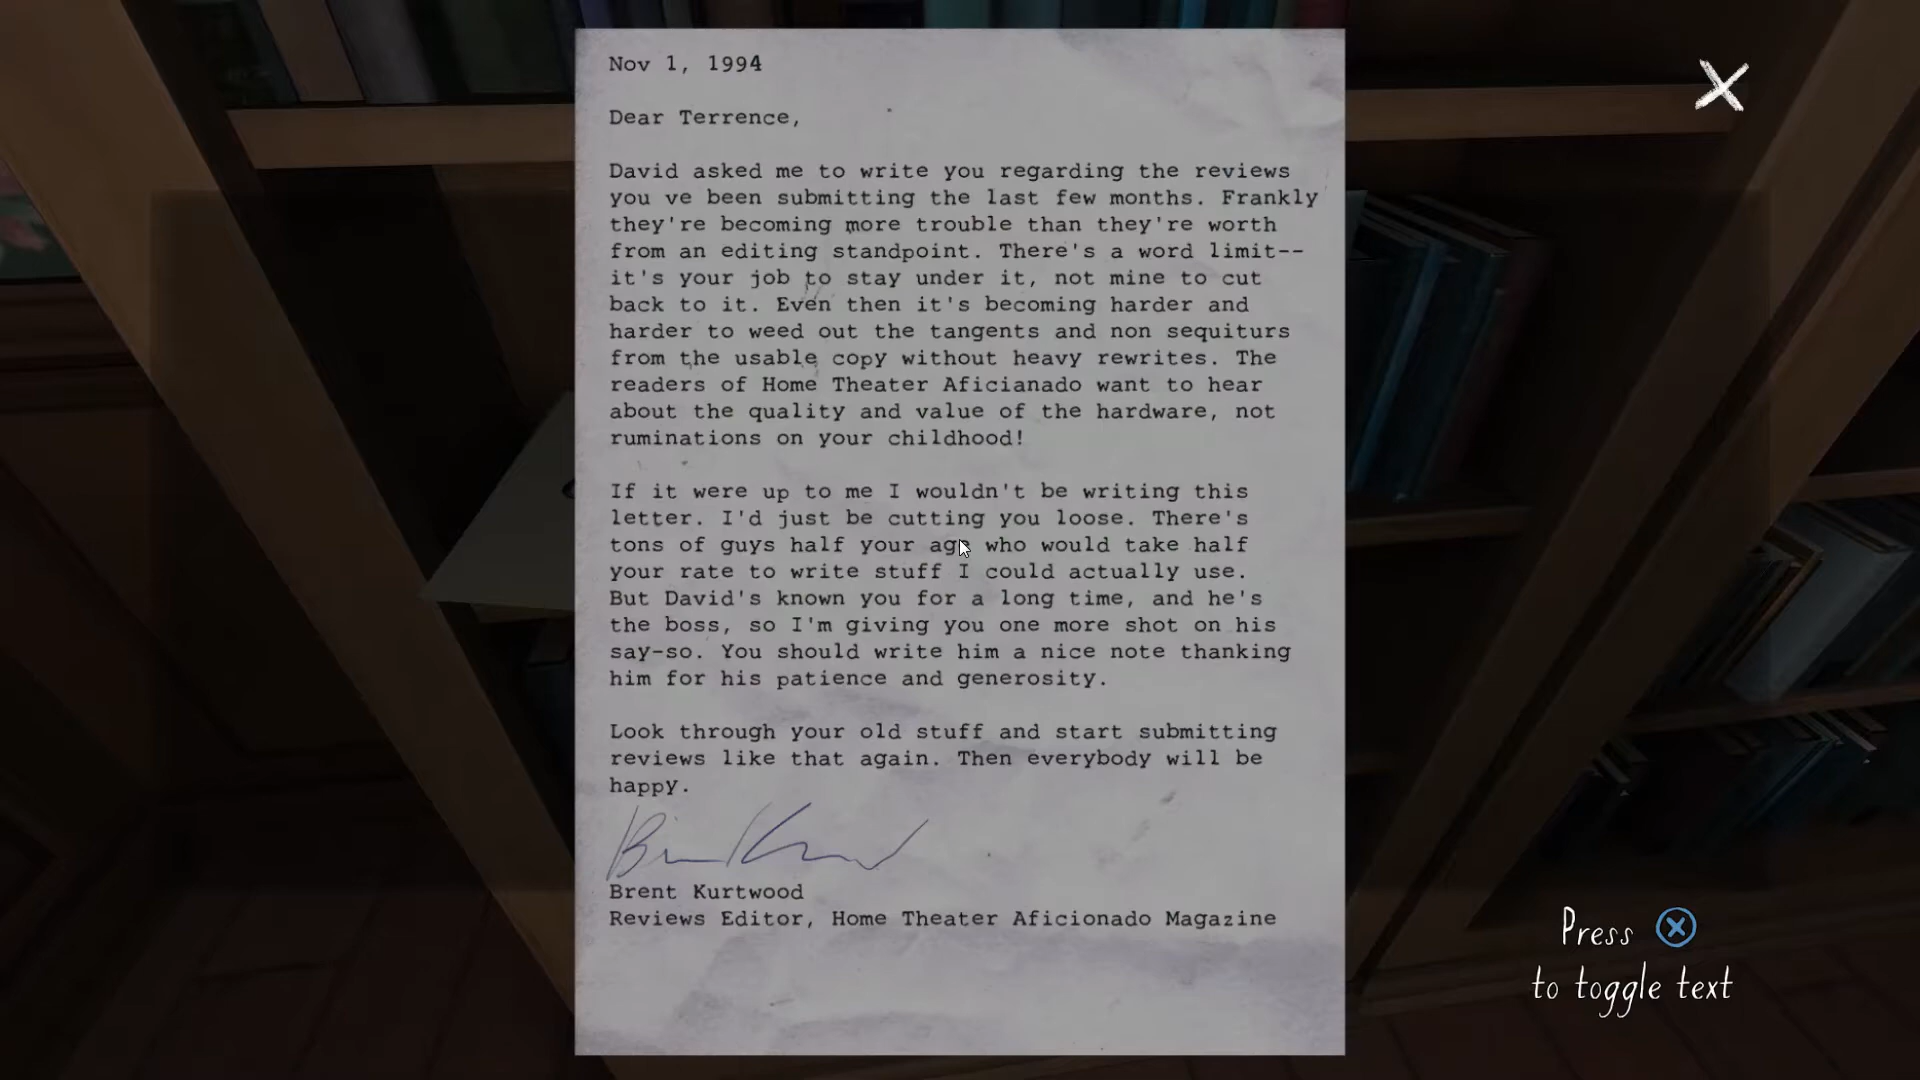 Nov 1, 1994
Dear Terrence,
David asked me to write you regarding the reviews
you ve been submitting the last few months. Frankly
they're becoming more trouble than they're worth
from an editing standpoint. There's a word limit--
it's your job to stay under it, not mine to cut
back to it. Even then it's becoming harder and
harder to weed out the tangents and non sequiturs
from the usable copy without heavy rewrites. The
readers of Home Theater Aficianado want to hear
about the quality and value of the hardware, not
ruminations on your childhood!
If it were up to me I wouldn't be writing this
letter. I'd just be cutting you loose. There's
tons of guys half your age who would take half
your rate to write stuff I could actually use.
But David's known you for a long time, and he's
the boss, so I'm giving you one more shot on his
say-so. You should write him a nice note thanking
him for his patience and generosity.
Look through your old stuff and start submitting
reviews like that again. Then everybody will be
happy.
Brent Kurtwood
Reviews Editor, Home Theater Aficionado Magazine
Press
to toggle text